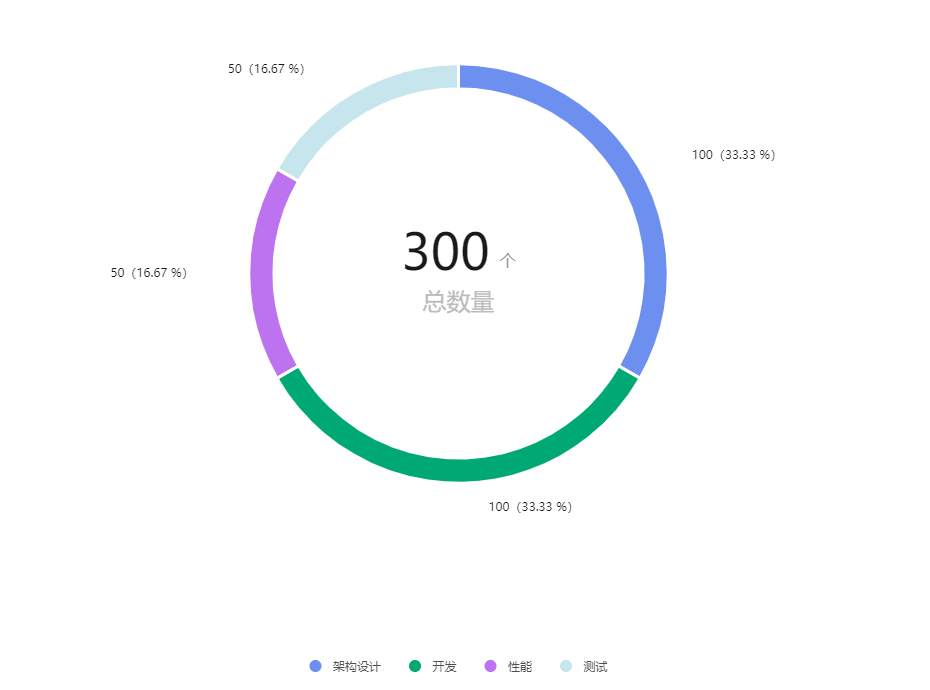 50（16.67 %）
100（33.33 %）
300 个
总数量
50（16.67 %）
100（33.33 %）
架构设计 开发 性能 测试